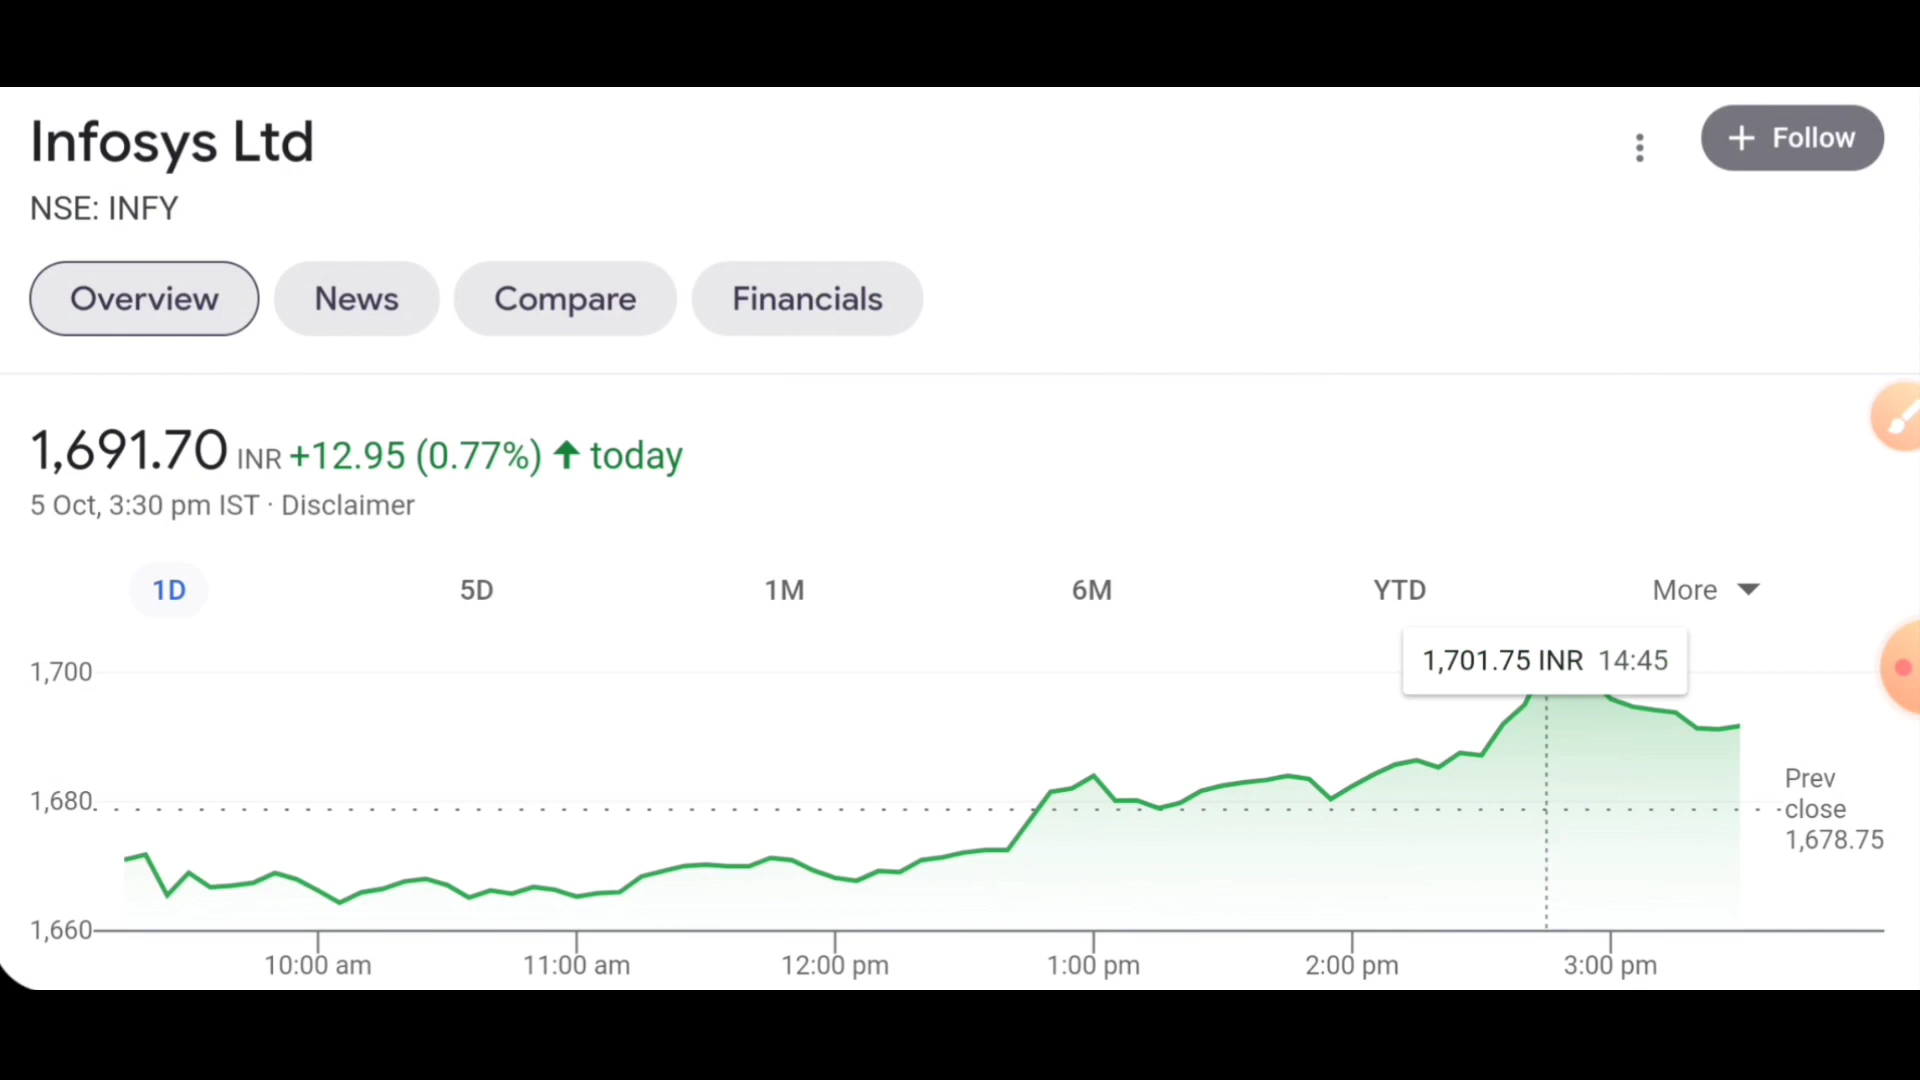 Infosys Ltd
+ Follow
NSE: INFY
Overview News Compare Financials
1,691.70 INR +12.95 (0.77%) ↑ today
5 Oct, 3:30 pm IST · Disclaimer
1D 5D 1M 6M YTD More
1,701.75 INR 14:45
1,700
1,680
Prev
close
1,678.75
1,660
10:00 am 11:00 am 12:00 pm 1:00 pm 2:00 pm 3:00 pm